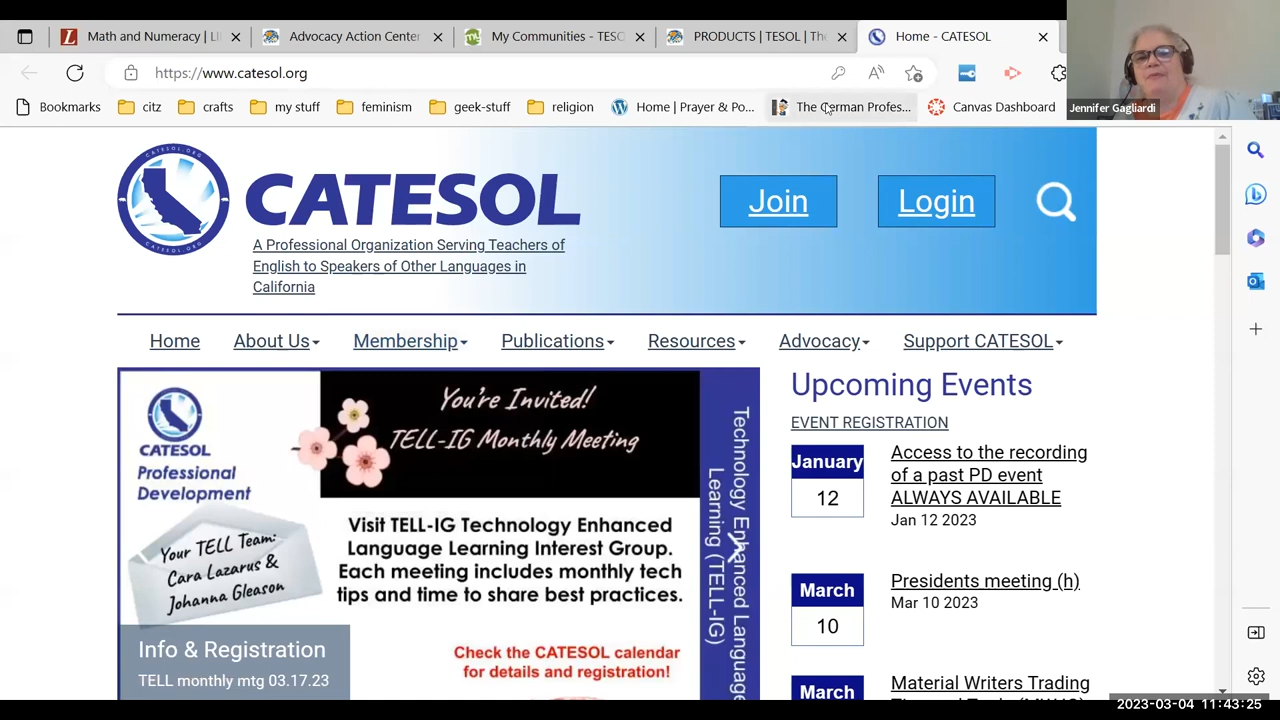 Math and Numeracy | LI
Advocacy Action Center
My Communities - TESO
PRODUCTS | TESOL | The
Home - CATESOL
https://www.catesol.org
Bookmarks
citz
crafts
my stuff
feminism
geek-stuff
religion
Home | Prayer & Po...
The German Profes...
Canvas Dashboard
Jennifer Gagliardi
CATESOL
A Professional Organization Serving Teachers of
English to Speakers of Other Languages in
California
Join
Login
Home
About Us
Membership
Publications
Resources
Advocacy
Support CATESOL
CATESOL
Professional
Development
Your TELL Team:
Cara Lazarus &
Johanna Gleason
You're Invited!
TELL-IG Monthly Meeting
Visit TELL-IG Technology Enhanced
Language Learning Interest Group.
Each meeting includes monthly tech
tips and time to share best practices.
Check the CATESOL calendar
for details and registration!
Technology Enhanced Language
Learning (TELL-IG)
Info & Registration
TELL monthly mtg 03.17.23
Upcoming Events
EVENT REGISTRATION
January
12
Access to the recording
of a past PD event
ALWAYS AVAILABLE
Jan 12 2023
March
10
Presidents meeting (h)
Mar 10 2023
March
Material Writers Trading
2023-03-04 11:43:25